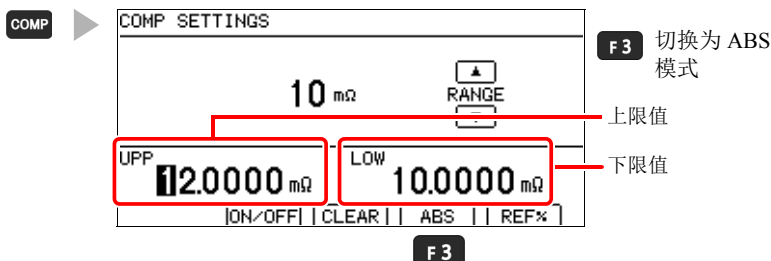 COMP
COMP SETTINGS
F3 切换为 ABS
模式
10 mΩ
▲
RANGE
▼
上限值
UPP
12.0000 mΩ
LOW
10.0000 mΩ
下限值
ON/OFF CLEAR ABS REF%
F3